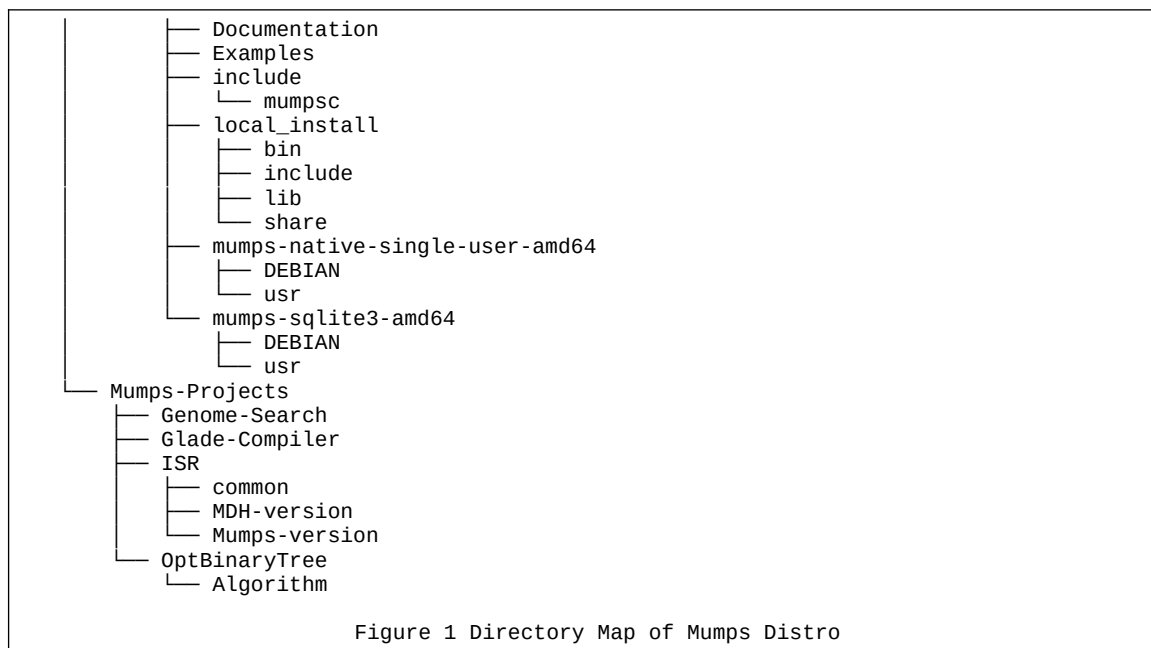 │       ├── Documentation
│       ├── Examples
│       ├── include
│       │   └── mumpsc
│       ├── local_install
│       │   ├── bin
│       │   ├── include
│       │   ├── lib
│       │   └── share
│       ├── mumps-native-single-user-amd64
│       │   ├── DEBIAN
│       │   └── usr
│       └── mumps-sqlite3-amd64
│           ├── DEBIAN
│           └── usr
└── Mumps-Projects
    ├── Genome-Search
    ├── Glade-Compiler
    ├── ISR
    │   ├── common
    │   ├── MDH-version
    │   └── Mumps-version
    └── OptBinaryTree
        └── Algorithm
Figure 1 Directory Map of Mumps Distro